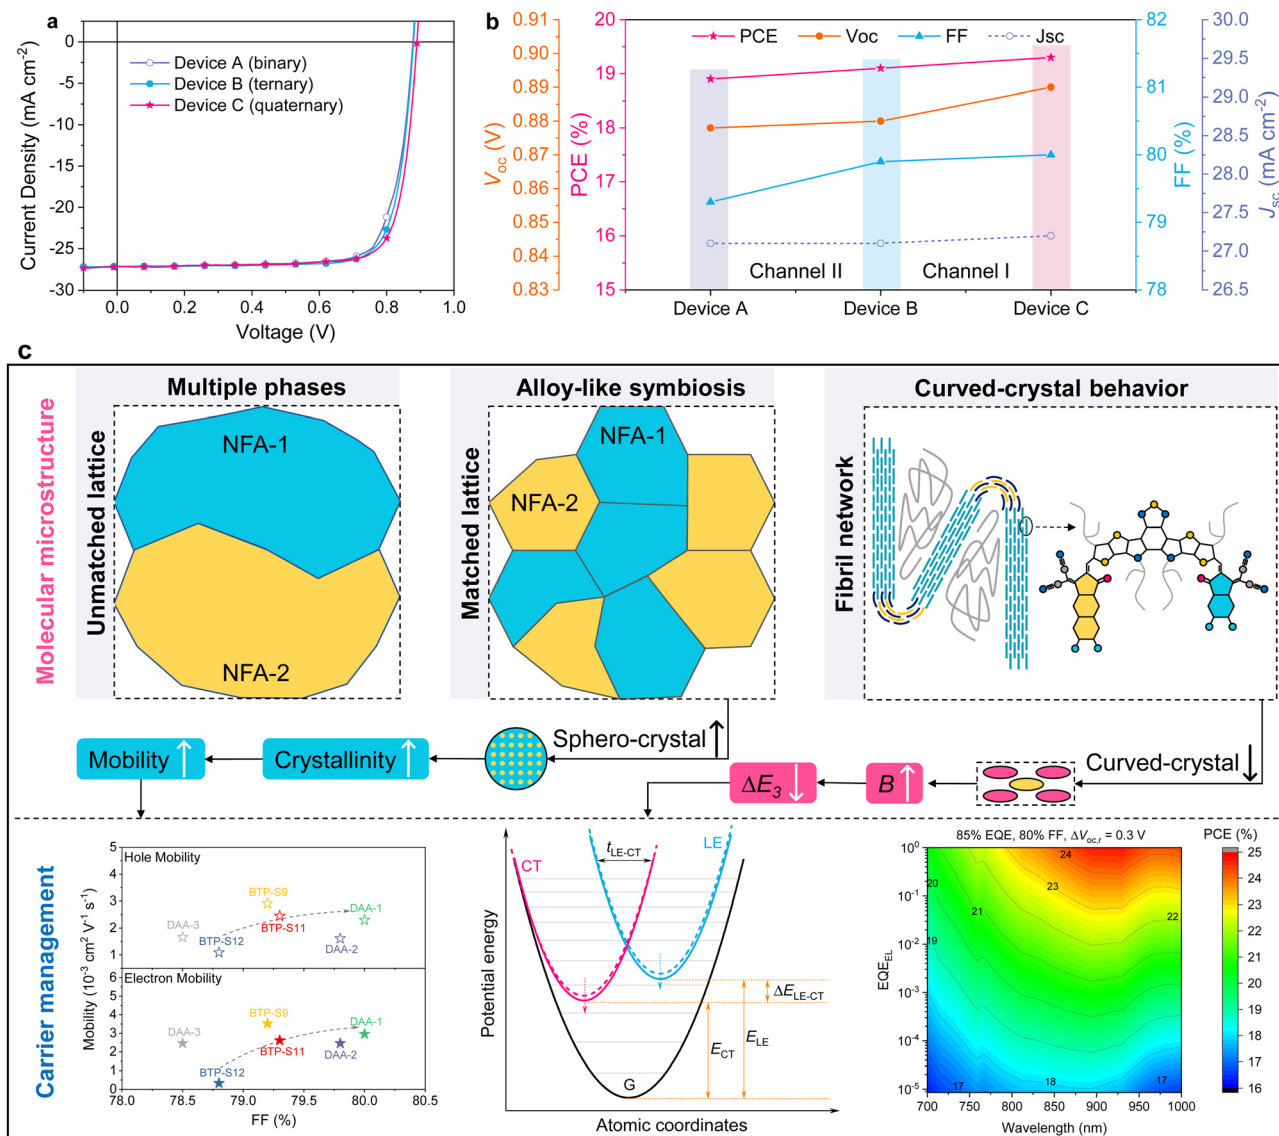 a
0
-5
-10
-15
-20
-25
-30
Current Density (mA cm⁻²)
Device A (binary)
Device B (ternary)
Device C (quaternary)
0.0
0.2
0.4
0.6
0.8
1.0
Voltage (V)
b
0.91
0.90
0.89
0.88
0.87
0.86
0.85
0.84
0.83
Voc (V)
20
19
18
17
16
15
PCE (%)
PCE
Voc
FF
Jsc
Channel II
Channel I
Device A
Device B
Device C
82
81
80
79
78
FF (%)
30.0
29.5
29.0
28.5
28.0
27.5
27.0
26.5
Jsc (mA cm⁻²)
c
Molecular microstructure
Multiple phases
Unmatched lattice
NFA-1
NFA-2
Alloy-like symbiosis
Matched lattice
NFA-1
NFA-2
Curved-crystal behavior
Fibril network
Mobility
Crystallinity
Sphero-crystal
ΔE₃
B
Curved-crystal
Carrier management
Mobility (10⁻³ cm² V⁻¹ s⁻¹)
5
4
3
2
1
Hole Mobility
BTP-S9
DAA-3
BTP-S12
BTP-S11
DAA-1
DAA-2
6
5
4
3
2
1
0
Electron Mobility
BTP-S9
DAA-3
BTP-S12
BTP-S11
DAA-1
DAA-2
78.0
78.5
79.0
79.5
80.0
80.5
FF (%)
Potential energy
CT
LE
tLE-CT
ΔELE-CT
ECT
ELE
G
Atomic coordinates
85% EQE, 80% FF, ΔVoc,r = 0.3 V
PCE (%)
EQEEL
10⁰
10⁻¹
10⁻²
10⁻³
10⁻⁴
10⁻⁵
24
23
22
21
20
19
18
17
17
700
750
800
850
900
950
1000
Wavelength (nm)
25
24
23
22
21
20
19
18
17
16